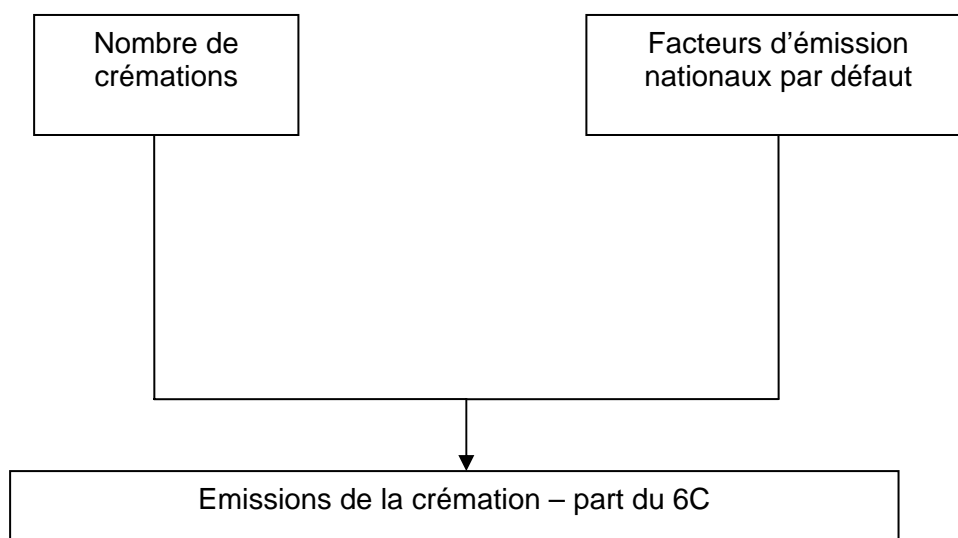 Nombre de
crémations
Facteurs d’émission
nationaux par défaut
Emissions de la crémation – part du 6C